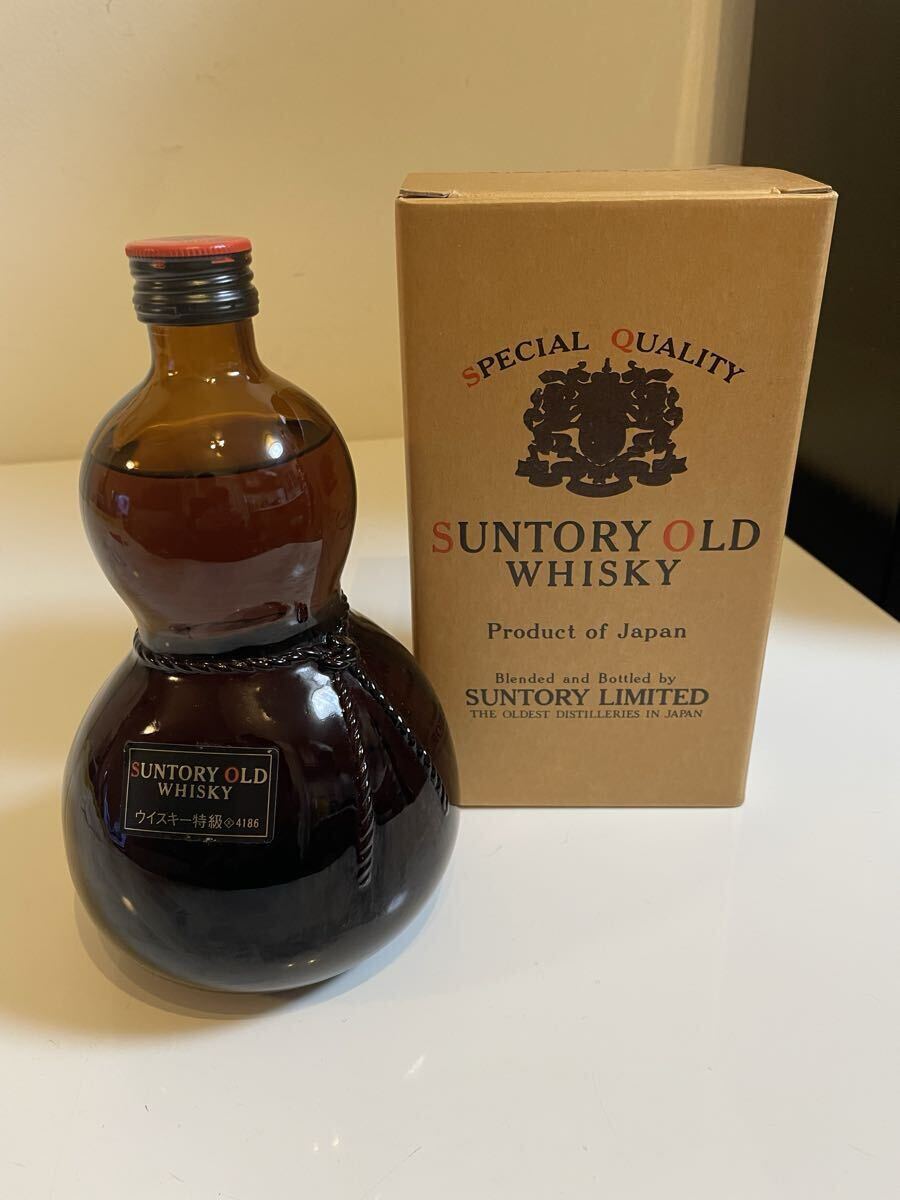 SPECIAL QUALITY
SUNTORY OLD
WHISKY
Product of Japan
Blended and Bottled by
SUNTORY LIMITED
THE OLDEST DISTILLERIES IN JAPAN
SUNTORY OLD
WHISKY
ウイスキー特級 4186